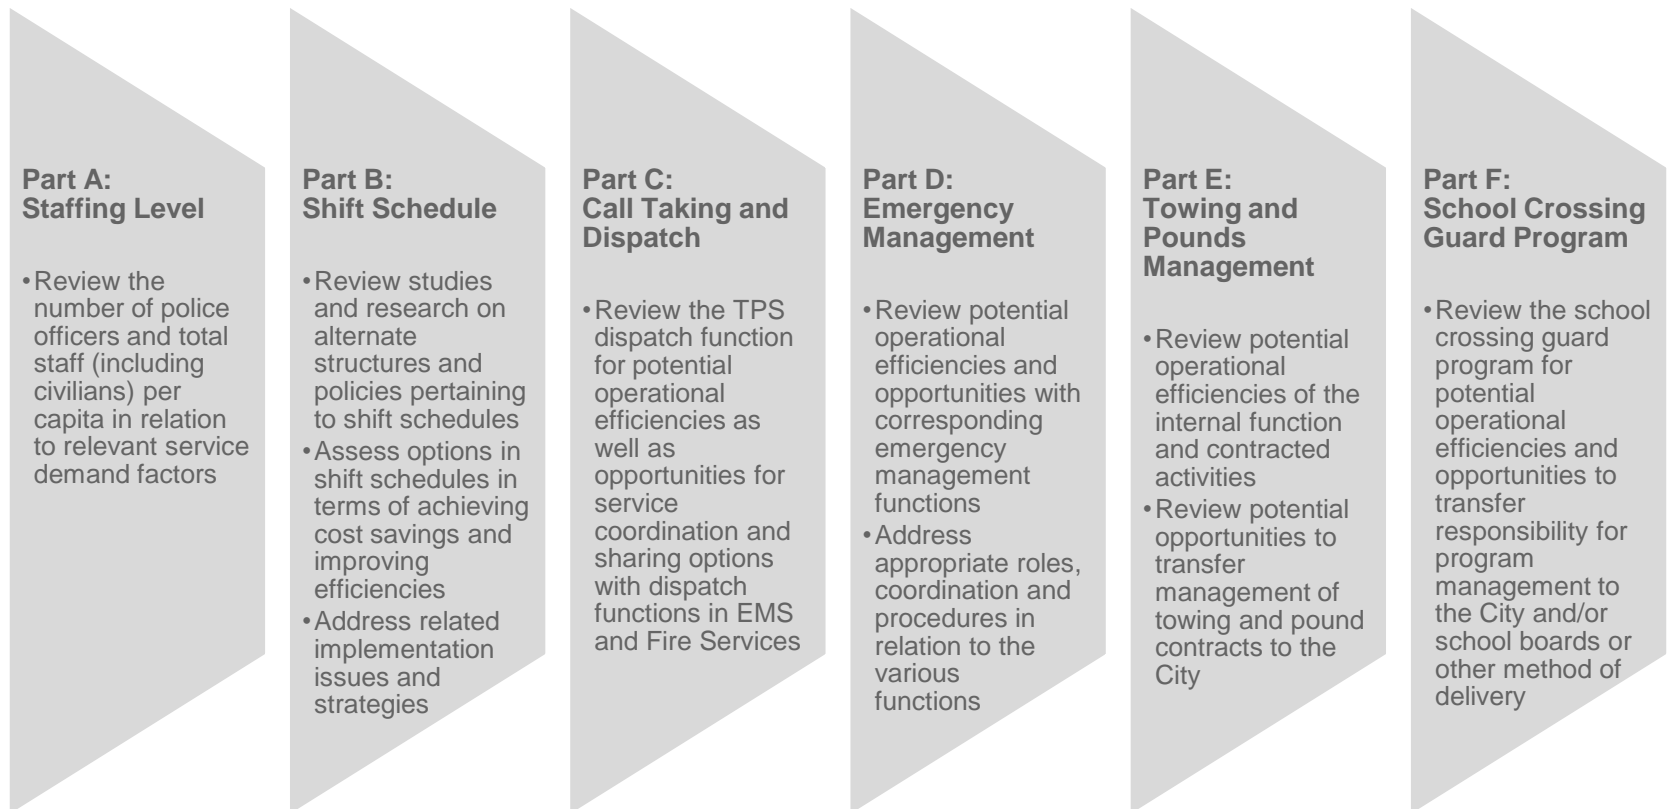 Part A:
Staffing Level
•Review the
number of police
officers and total
staff (including
civilians) per
capita in relation
to relevant service
demand factors
Part B:
Shift Schedule
•Review studies
and research on
alternate
structures and
policies pertaining
to shift schedules
•Assess options in
shift schedules in
terms of achieving
cost savings and
improving
efficiencies
•Address related
implementation
issues and
strategies
Part C:
Call Taking and
Dispatch
•Review the TPS
dispatch function
for potential
operational
efficiencies as
well as
opportunities for
service
coordination and
sharing options
with dispatch
functions in EMS
and Fire Services
Part D:
Emergency
Management
•Review potential
operational
efficiencies and
opportunities with
corresponding
emergency
management
functions
•Address
appropriate roles,
coordination and
procedures in
relation to the
various
functions
Part E:
Towing and
Pounds
Management
•Review potential
operational
efficiencies of the
internal function
and contracted
activities
•Review potential
opportunities to
transfer
management of
towing and pound
contracts to the
City
Part F:
School Crossing
Guard Program
•Review the school
crossing guard
program for
potential
operational
efficiencies and
opportunities to
transfer
responsibility for
program
management to
the City and/or
school boards or
other method of
delivery